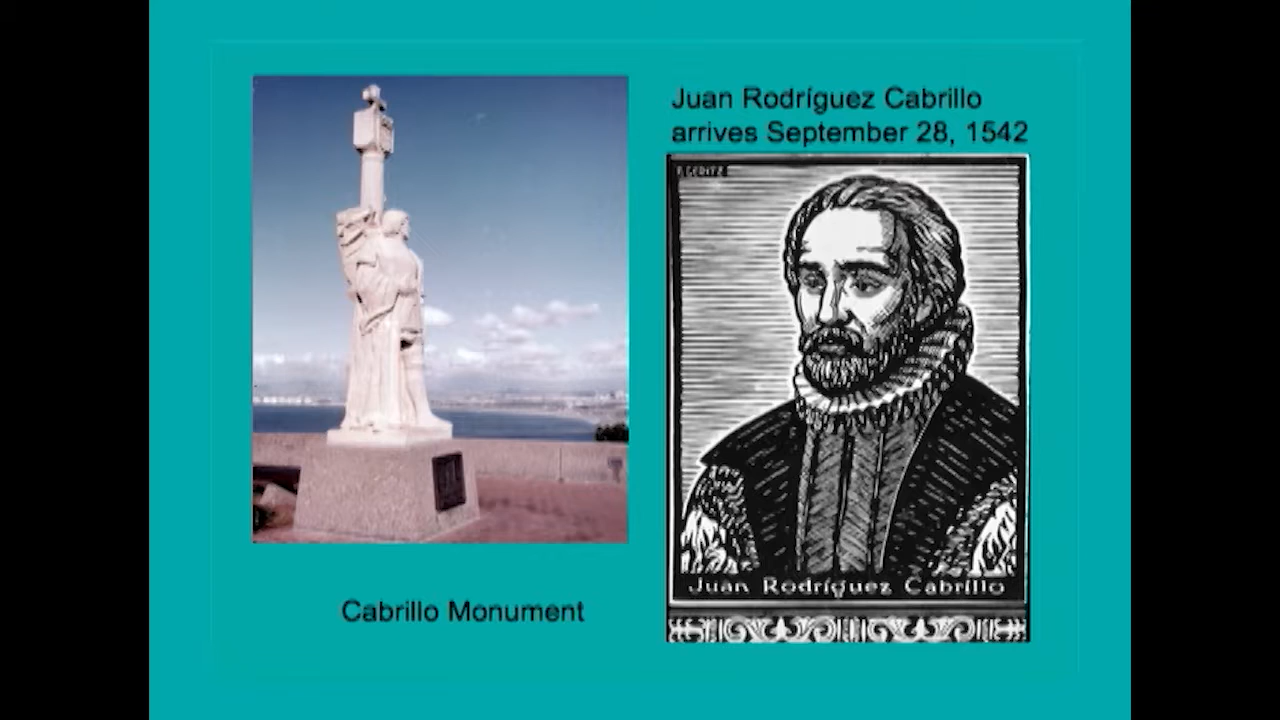 Juan Rodríguez Cabrillo
arrives September 28, 1542
Juan Rodríguez Cabrillo
Cabrillo Monument